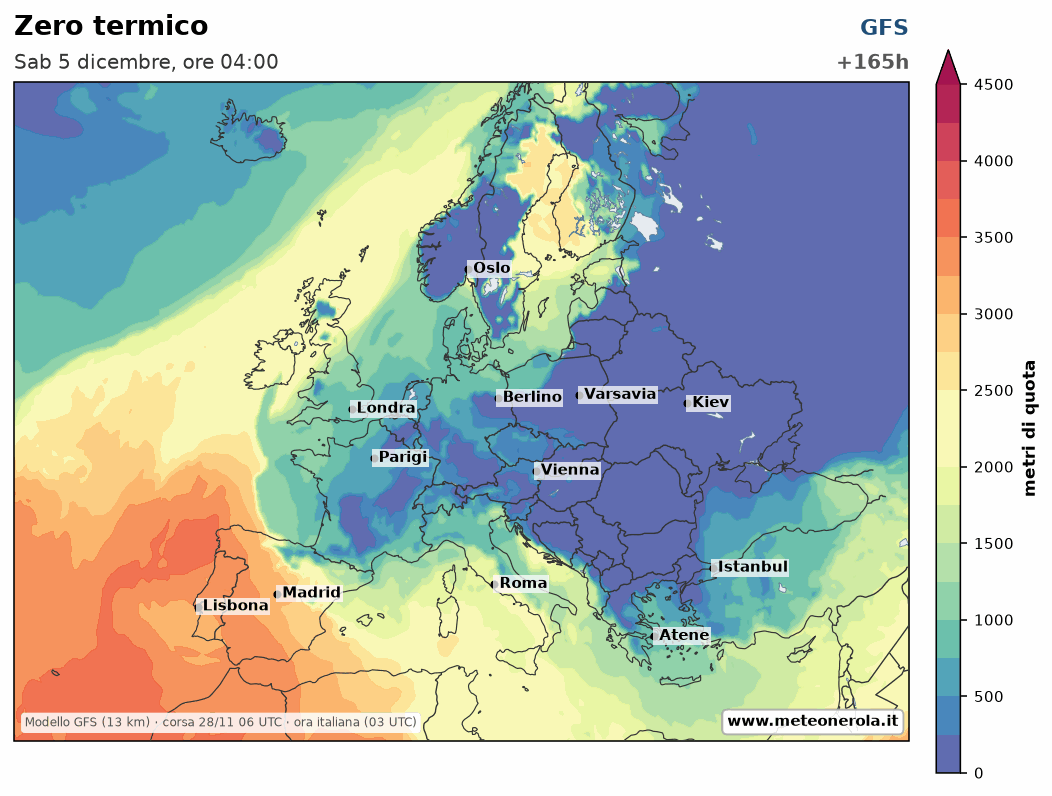 Zero termico
GFS
Sab 5 dicembre, ore 04:00
+165h
4500
4000
3500
3000
2500
2000
1500
1000
500
0
metri di quota
Oslo
Berlino
Varsavia
Kiev
Londra
Parigi
Vienna
Istanbul
Roma
Madrid
Lisbona
Atene
Modello GFS (13 km) · corsa 28/11 06 UTC · ora italiana (03 UTC)
www.meteonerola.it